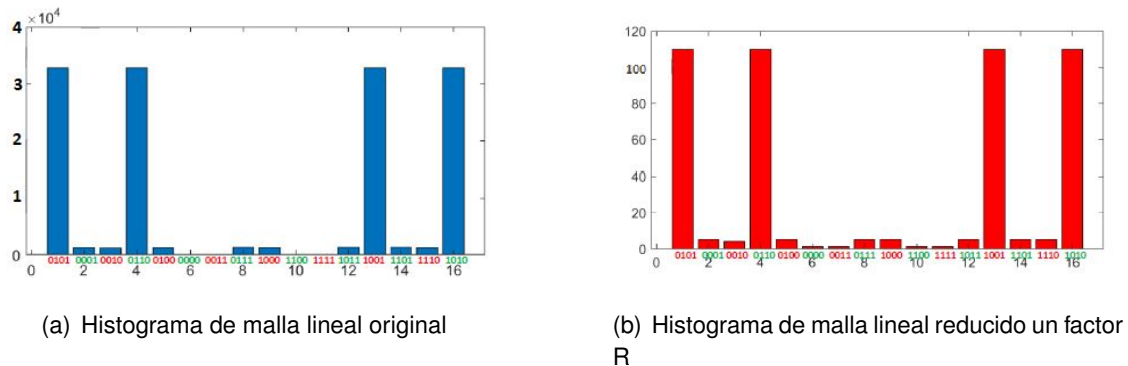 ×10⁴
4
3
2
1
0
0101 0001 0010 0110 0100 0000 0011 0111 1000 1100 1111 1011 1001 1101 1110 1010
0 2 4 6 8 10 12 14 16
(a) Histograma de malla lineal original
120
100
80
60
40
20
0
0101 0001 0010 0110 0100 0000 0011 0111 1000 1100 1111 1011 1001 1101 1110 1010
0 2 4 6 8 10 12 14 16
(b) Histograma de malla lineal reducido un factor
R